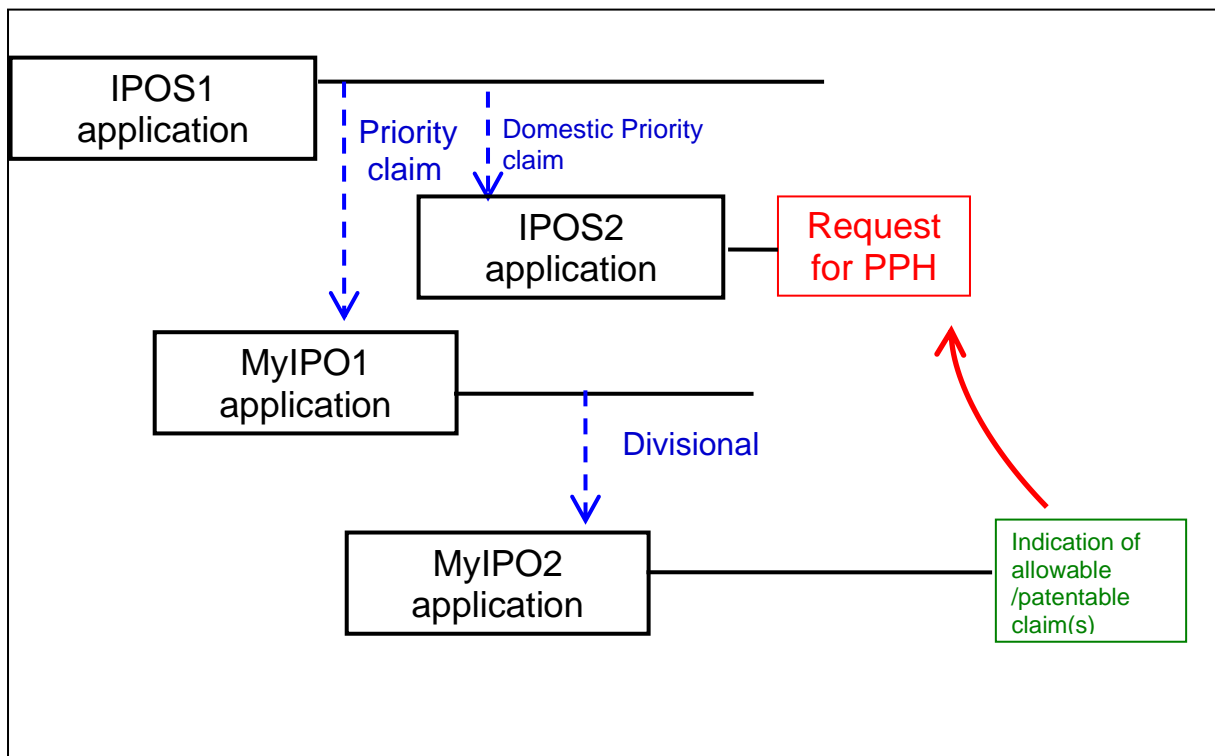 IPOS1
application
Priority
claim
Domestic Priority
claim
IPOS2
application
Request
for PPH
MyIPO1
application
Divisional
MyIPO2
application
Indication of
allowable
/patentable
claim(s)